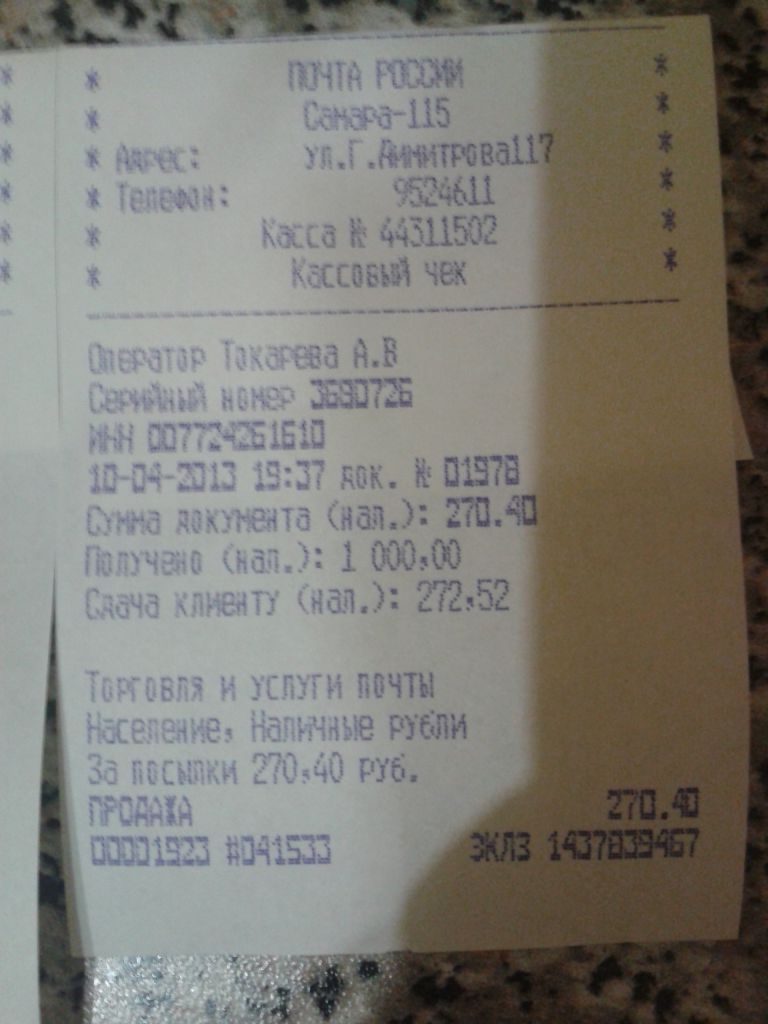 * ПОЧТА РОССИИ *
* Самара-115 *
* Адрес: ул.Г.Димитрова117 *
* Телефон: 9524611 *
* Касса № 44311502 *
* Кассовый чек *
Оператор Токарева А.В
Серийный номер 3690726
ИНН 007724261610
10-04-2013 19:37 док. № 01978
Сумма документа (нал.): 270.40
Получено (нал.): 1 000,00
Сдача клиенту (нал.): 272,52
Торговля и услуги почты
Население, Наличные рубли
За посылки 270,40 руб.
ПРОДАЖА 270.40
00001923 #041533 ЭКЛЗ 1437839467